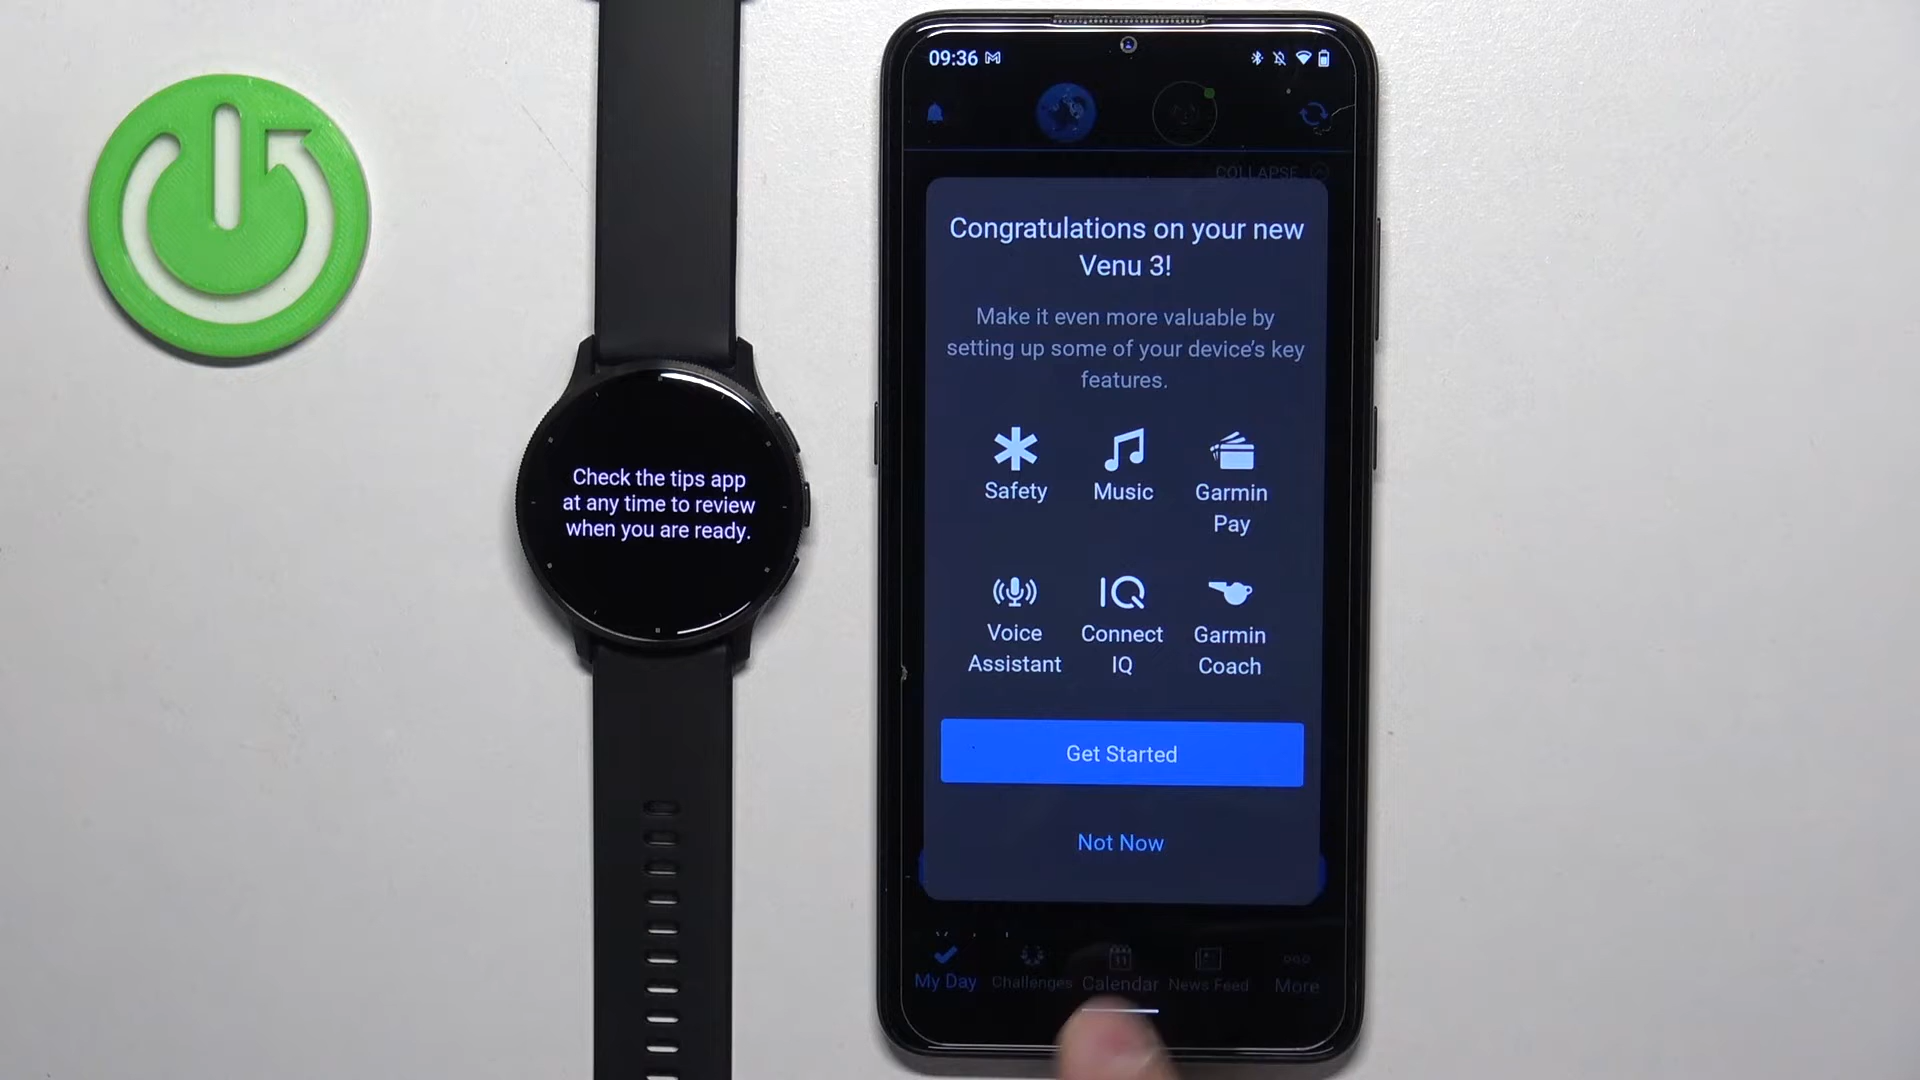 Check the tips app
at any time to review
when you are ready.
09:36
COLLAPSE
Congratulations on your new
Venu 3!
Make it even more valuable by
setting up some of your device's key
features.
Safety
Music
Garmin
Pay
Voice
Assistant
Connect
IQ
Garmin
Coach
Get Started
Not Now
My Day
Challenges
Calendar
News Feed
More